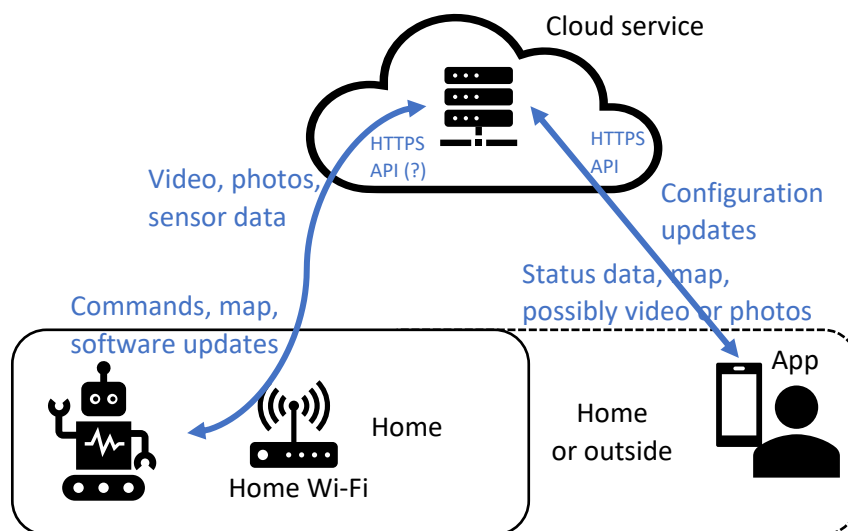 Cloud service
HTTPS
API (?)
HTTPS
API
Video, photos,
sensor data
Configuration
updates
Commands, map,
software updates
Status data, map,
possibly video or photos
App
Home
Home Wi-Fi
Home
or outside